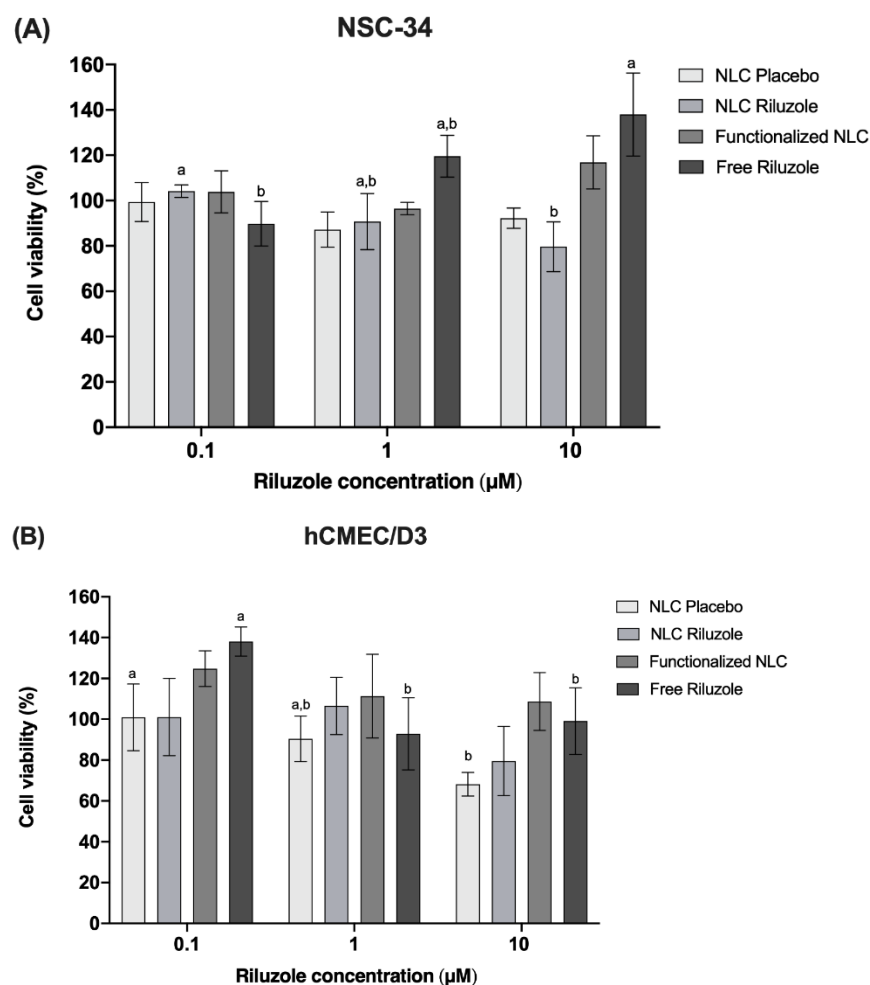 (A)
NSC-34
160
140
120
100
80
60
40
20
0
Cell viability (%)
a
b
a,b
a,b
b
a
NLC Placebo
NLC Riluzole
Functionalized NLC
Free Riluzole
0.1
1
10
Riluzole concentration (µM)
(B)
hCMEC/D3
160
140
120
100
80
60
40
20
0
Cell viability (%)
a
a
a,b
b
b
b
NLC Placebo
NLC Riluzole
Functionalized NLC
Free Riluzole
0.1
1
10
Riluzole concentration (µM)